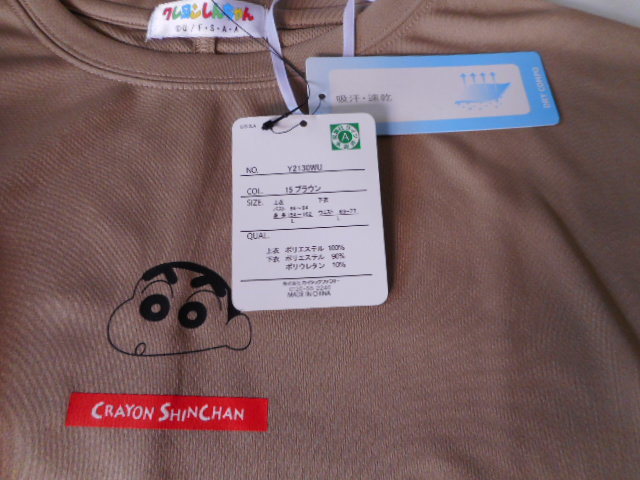 クレヨンしんちゃん
©U/F・S・A・A
吸汗・速乾
DRY COMFO
A
NO. Y2130WU
COL. 15 ブラウン
SIZE. 上衣 下衣
L L
QUAL.
上衣 ポリエステル 100%
下衣 ポリエステル 90%
ポリウレタン 10%
MADE IN CHINA
CRAYON SHINCHAN